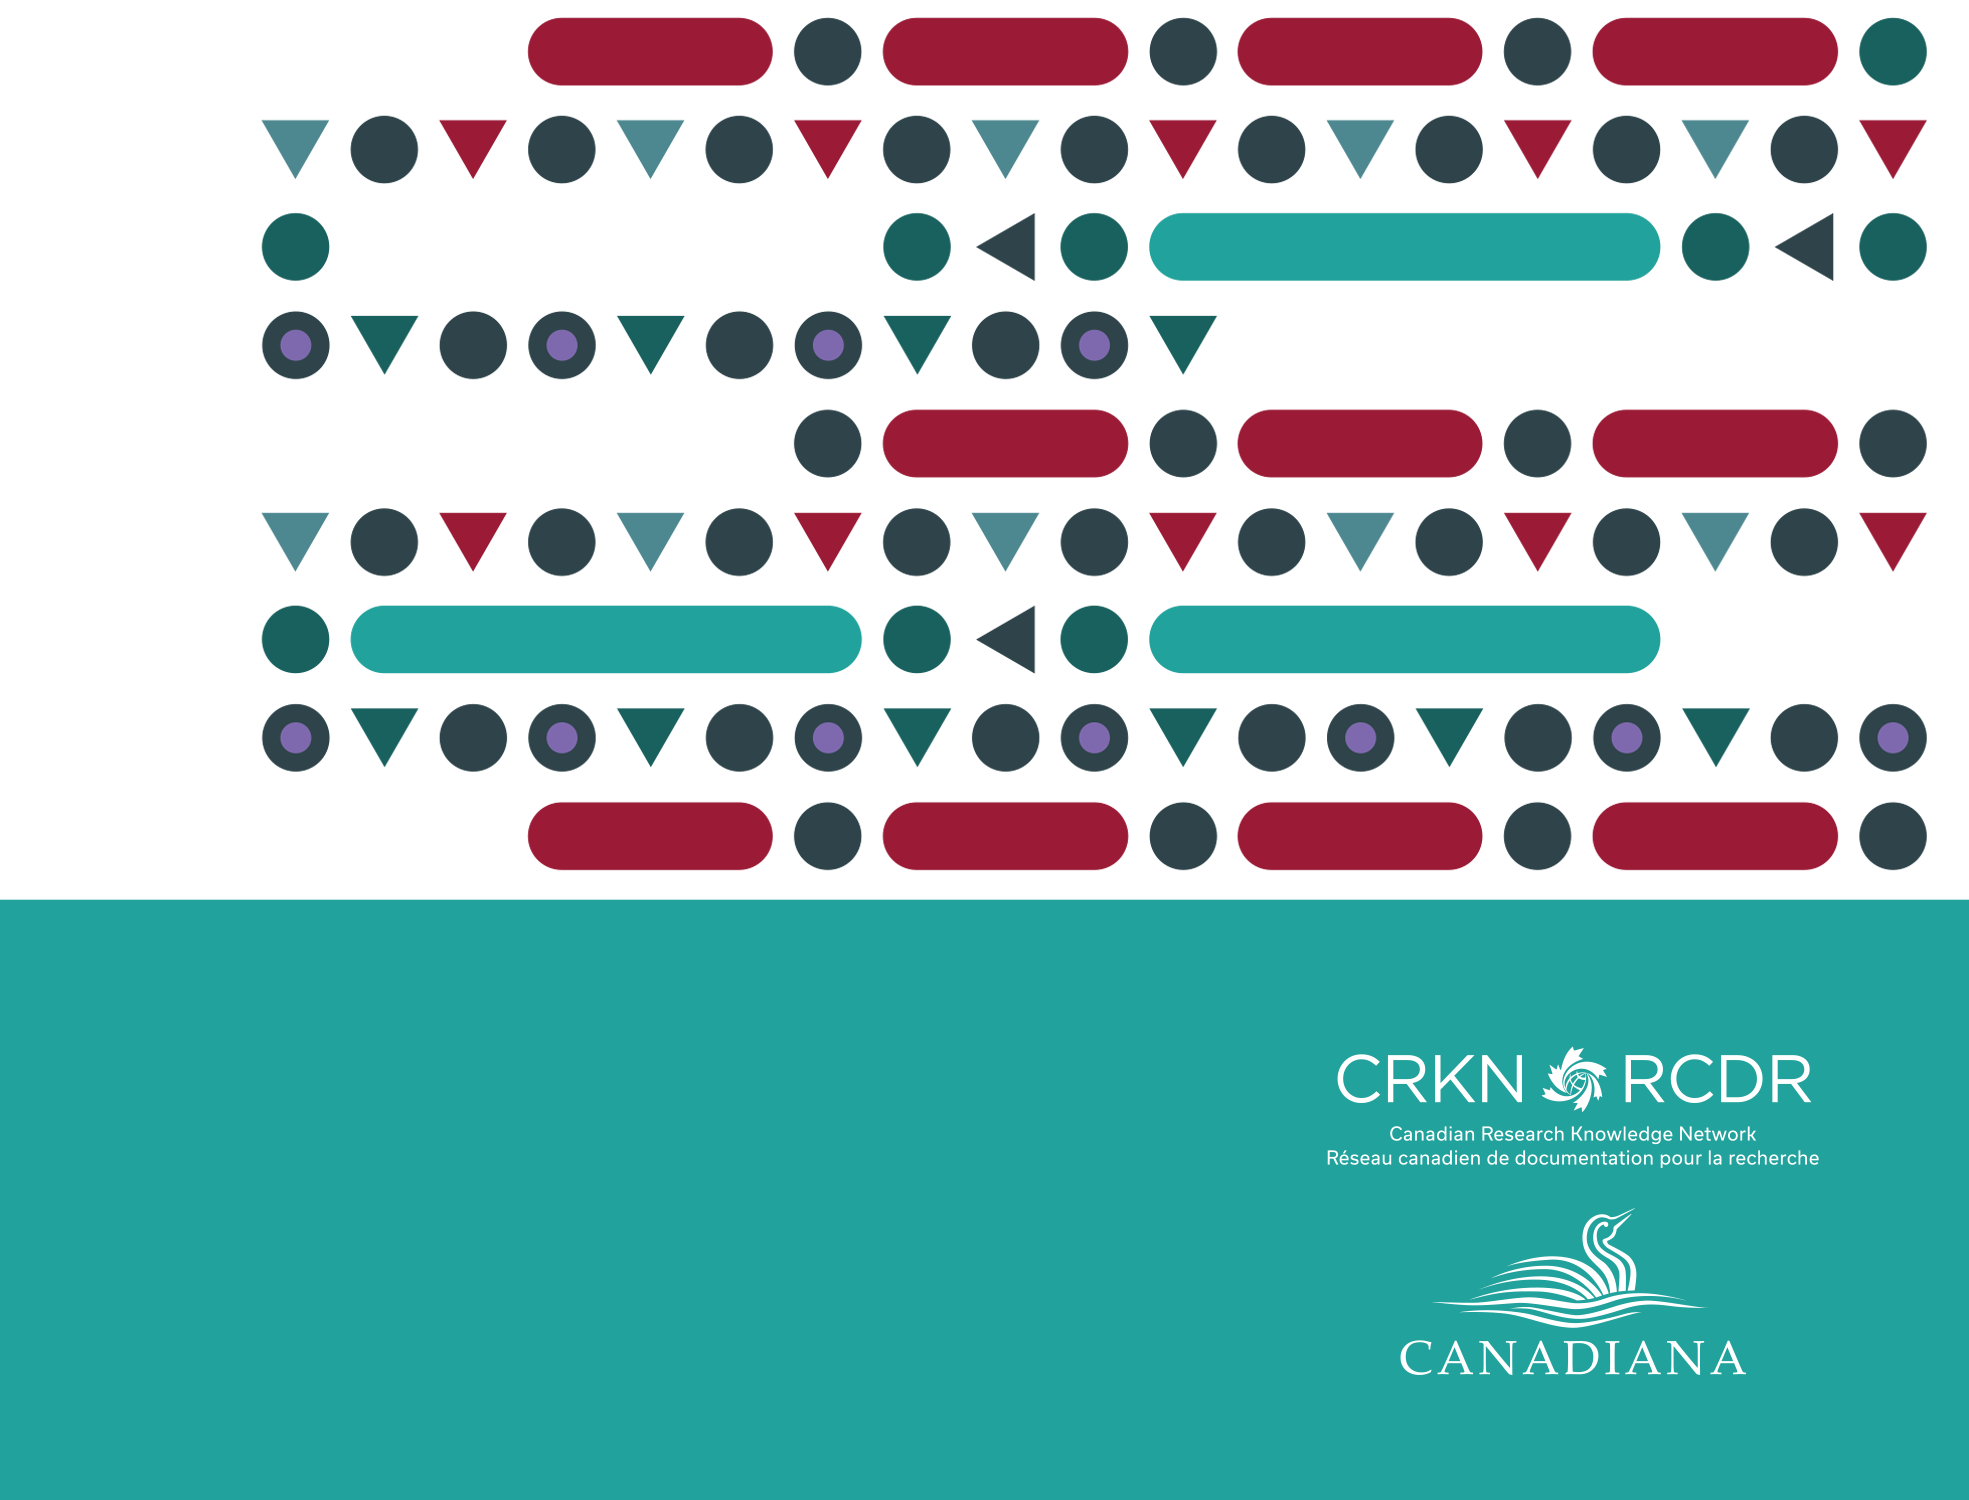 CRKN RCDR
Canadian Research Knowledge Network
Réseau canadien de documentation pour la recherche
CANADIANA